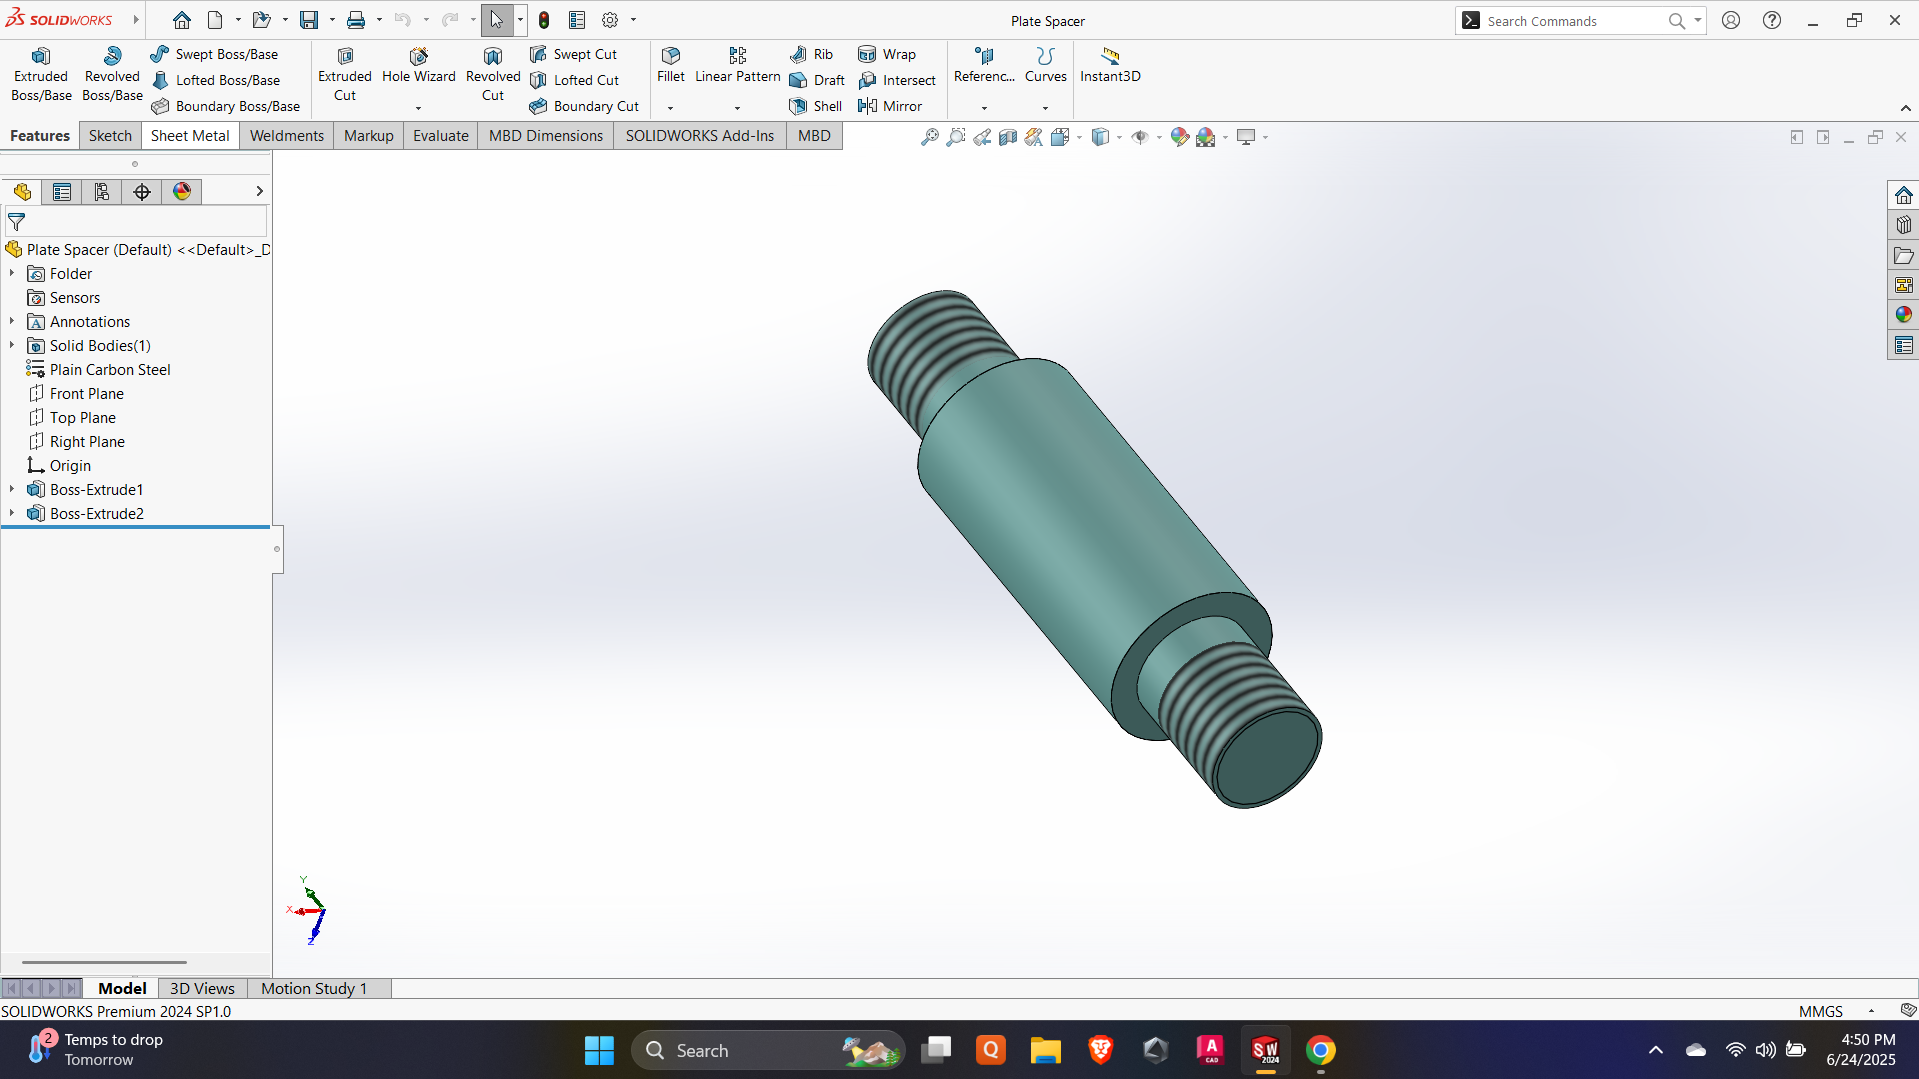 SOLIDWORKS
Plate Spacer
Search Commands
Extruded Boss/Base
Revolved Boss/Base
Swept Boss/Base
Lofted Boss/Base
Boundary Boss/Base
Extruded Cut
Hole Wizard
Revolved Cut
Swept Cut
Lofted Cut
Boundary Cut
Fillet
Linear Pattern
Rib
Draft
Shell
Wrap
Intersect
Mirror
Referenc...
Curves
Instant3D
Features Sketch Sheet Metal Weldments Markup Evaluate MBD Dimensions SOLIDWORKS Add-Ins MBD
Plate Spacer (Default) <<Default>_D
Folder
Sensors
Annotations
Solid Bodies(1)
Plain Carbon Steel
Front Plane
Top Plane
Right Plane
Origin
Boss-Extrude1
Boss-Extrude2
Y
X
Z
Model 3D Views Motion Study 1
SOLIDWORKS Premium 2024 SP1.0
MMGS
2
Temps to drop
Tomorrow
Search
Q
A
CAD
SW
2024
4:50 PM
6/24/2025